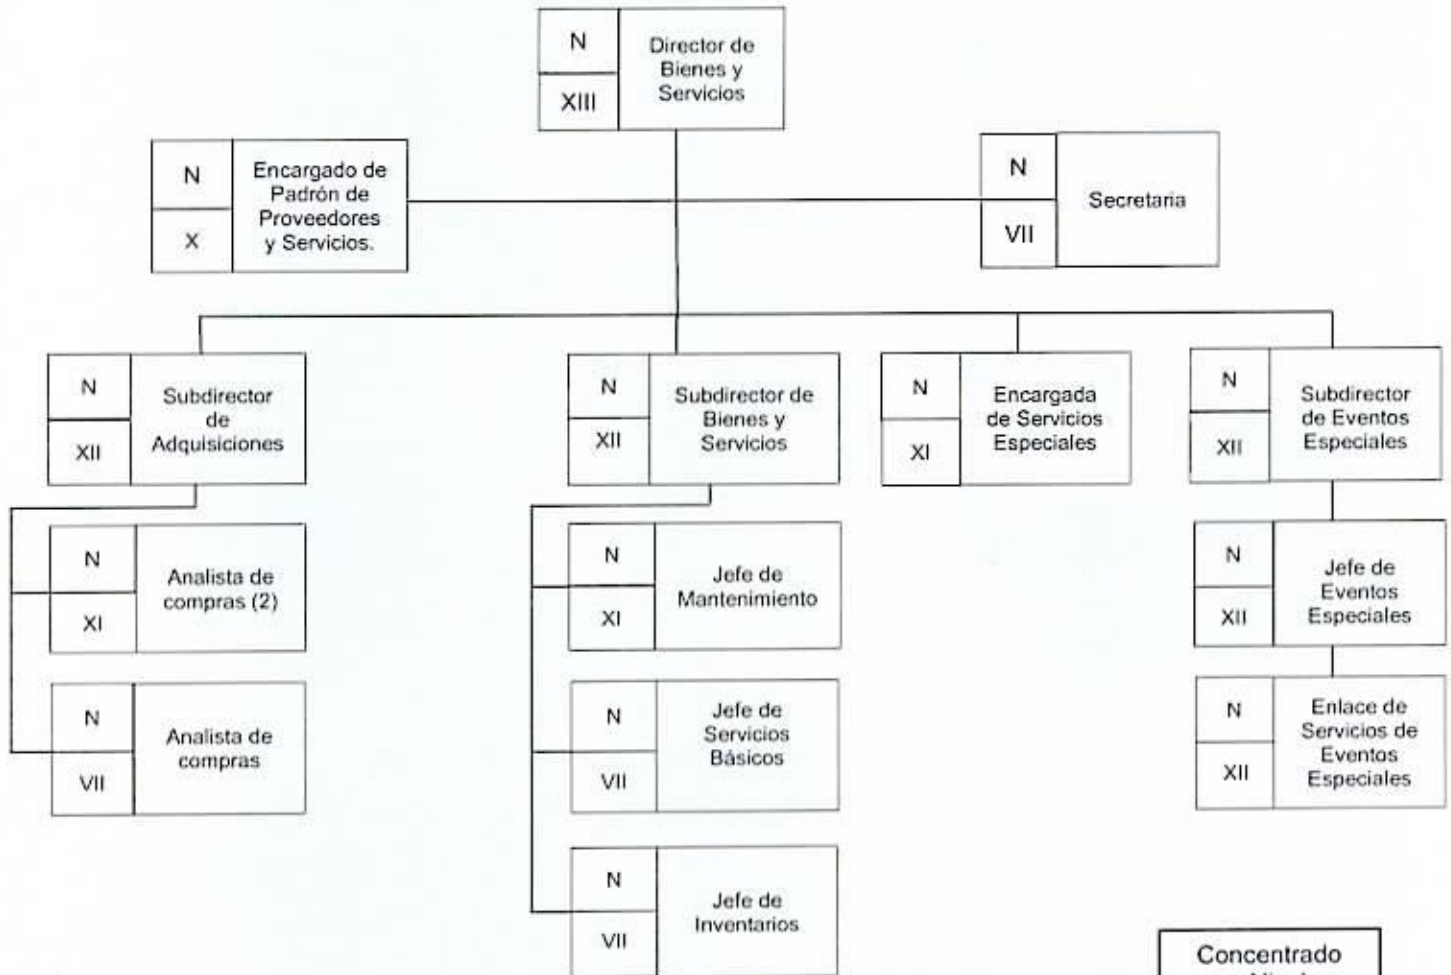 N
XIII
Director de
Bienes y
Servicios
N
X
Encargado de
Padrón de
Proveedores
y Servicios.
N
VII
Secretaria
N
XII
Subdirector
de
Adquisiciones
N
XII
Subdirector de
Bienes y
Servicios
N
XI
Encargada
de Servicios
Especiales
N
XII
Subdirector
de Eventos
Especiales
N
XI
Analista de
compras (2)
N
XI
Jefe de
Mantenimiento
N
XII
Jefe de
Eventos
Especiales
N
VII
Analista de
compras
N
VII
Jefe de
Servicios
Básicos
N
XII
Enlace de
Servicios de
Eventos
Especiales
N
VII
Jefe de
Inventarios
Concentrado